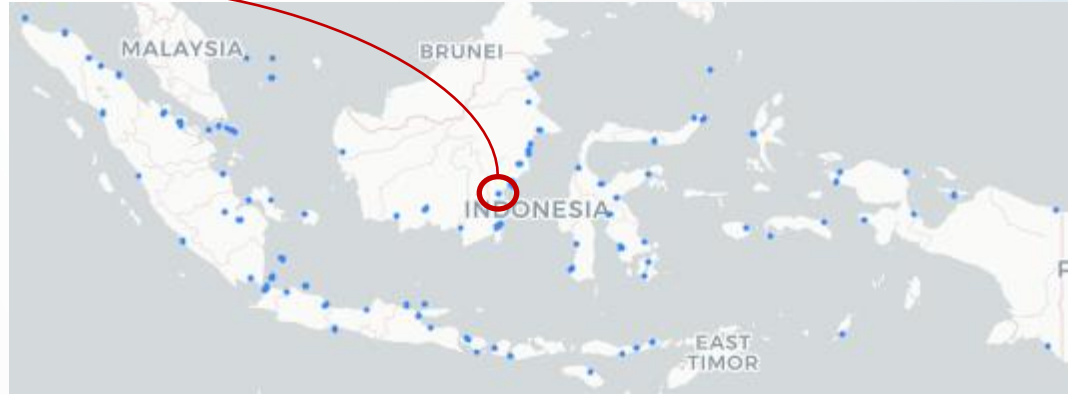 MALAYSIA
BRUNEI
INDONESIA
P
EAST
TIMOR